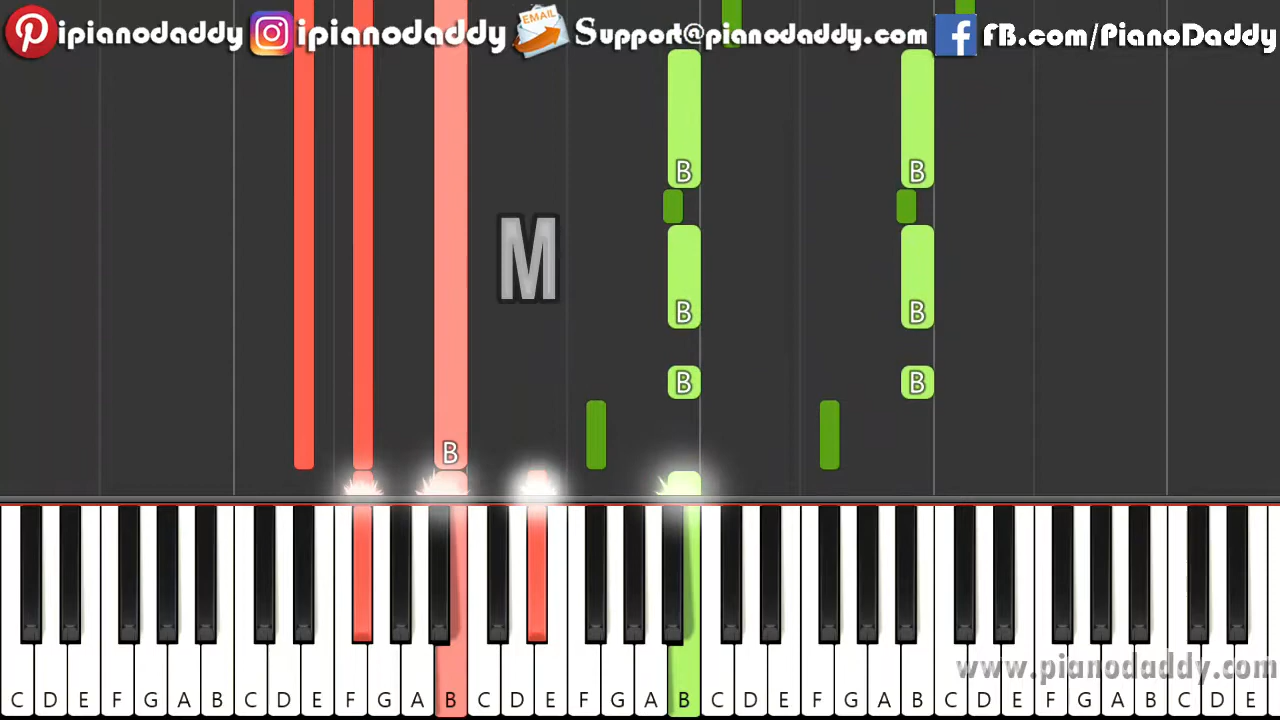 ipianodaddy ipianodaddy EMAIL Support@pianodaddy.com FB.com/PianoDaddy
B B
M
B B
B B
B
www.pianodaddy.com
C D E F G A B C D E F G A B C D E F G A B C D E F G A B C D E F G A B C D E